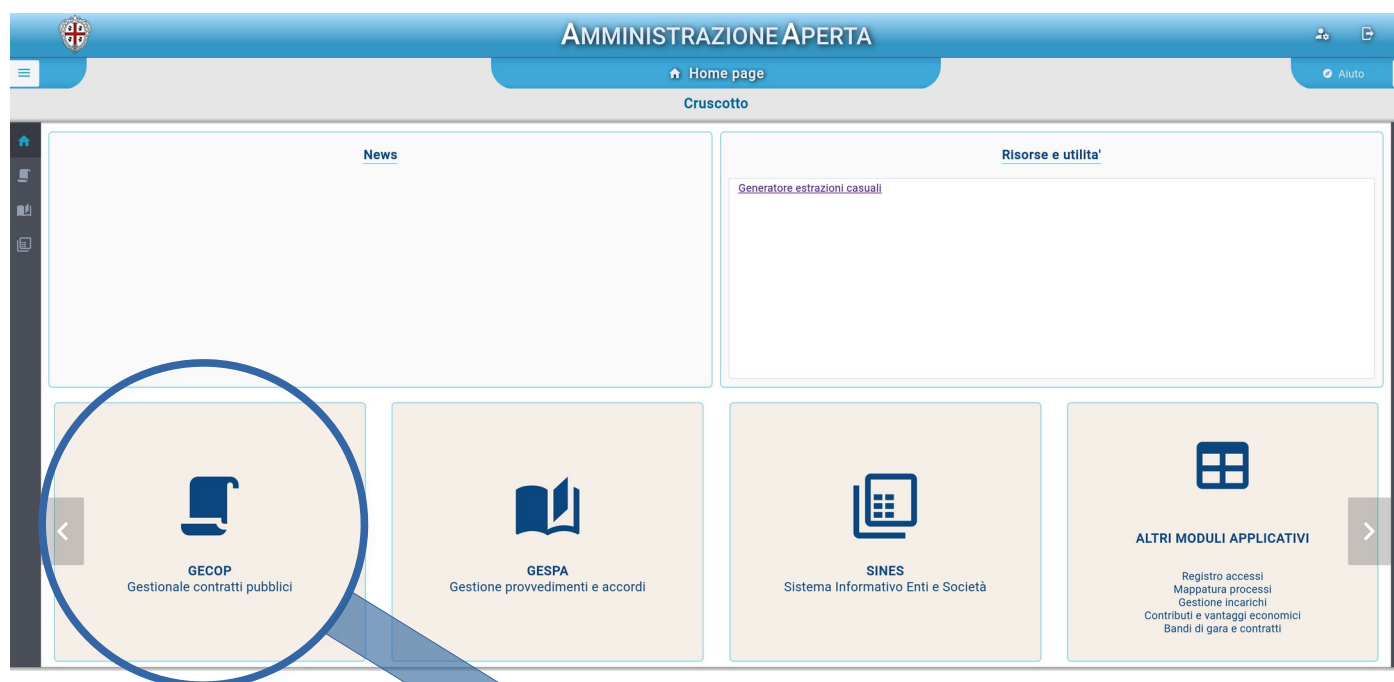 AMMINISTRAZIONE APERTA
Home page
Aiuto
Cruscotto
News
Risorse e utilita'
Generatore estrazioni casuali
GECOP
Gestionale contratti pubblici
GESPA
Gestione provvedimenti e accordi
SINES
Sistema Informativo Enti e Società
ALTRI MODULI APPLICATIVI
Registro accessi
Mappatura processi
Gestione incarichi
Contributi e vantaggi economici
Bandi di gara e contratti